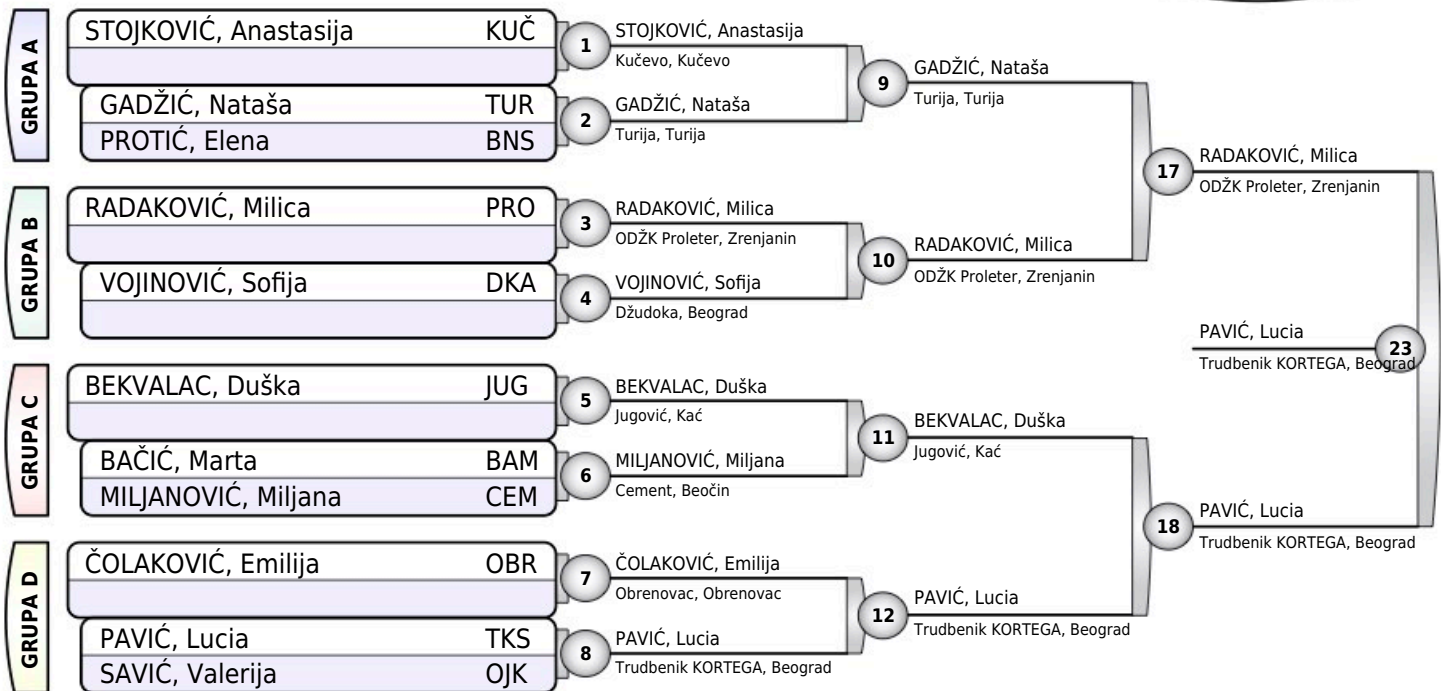 GRUPA A
STOJKOVIĆ, Anastasija KUČ
GADŽIĆ, Nataša TUR
PROTIĆ, Elena BNS
1
STOJKOVIĆ, Anastasija
Kučevo, Kučevo
2
GADŽIĆ, Nataša
Turija, Turija
9
GADŽIĆ, Nataša
Turija, Turija
GRUPA B
RADAKOVIĆ, Milica PRO
VOJINOVIĆ, Sofija DKA
3
RADAKOVIĆ, Milica
ODŽK Proleter, Zrenjanin
4
VOJINOVIĆ, Sofija
Džudoka, Beograd
10
RADAKOVIĆ, Milica
ODŽK Proleter, Zrenjanin
17
RADAKOVIĆ, Milica
ODŽK Proleter, Zrenjanin
GRUPA C
BEKVALAC, Duška JUG
BAČIĆ, Marta BAM
MILJANOVIĆ, Miljana CEM
5
BEKVALAC, Duška
Jugović, Kać
6
MILJANOVIĆ, Miljana
Cement, Beočin
11
BEKVALAC, Duška
Jugović, Kać
GRUPA D
ČOLAKOVIĆ, Emilija OBR
PAVIĆ, Lucia TKS
SAVIĆ, Valerija OJK
7
ČOLAKOVIĆ, Emilija
Obrenovac, Obrenovac
8
PAVIĆ, Lucia
Trudbenik KORTEGA, Beograd
12
PAVIĆ, Lucia
Trudbenik KORTEGA, Beograd
18
PAVIĆ, Lucia
Trudbenik KORTEGA, Beograd
23
PAVIĆ, Lucia
Trudbenik KORTEGA, Beograd